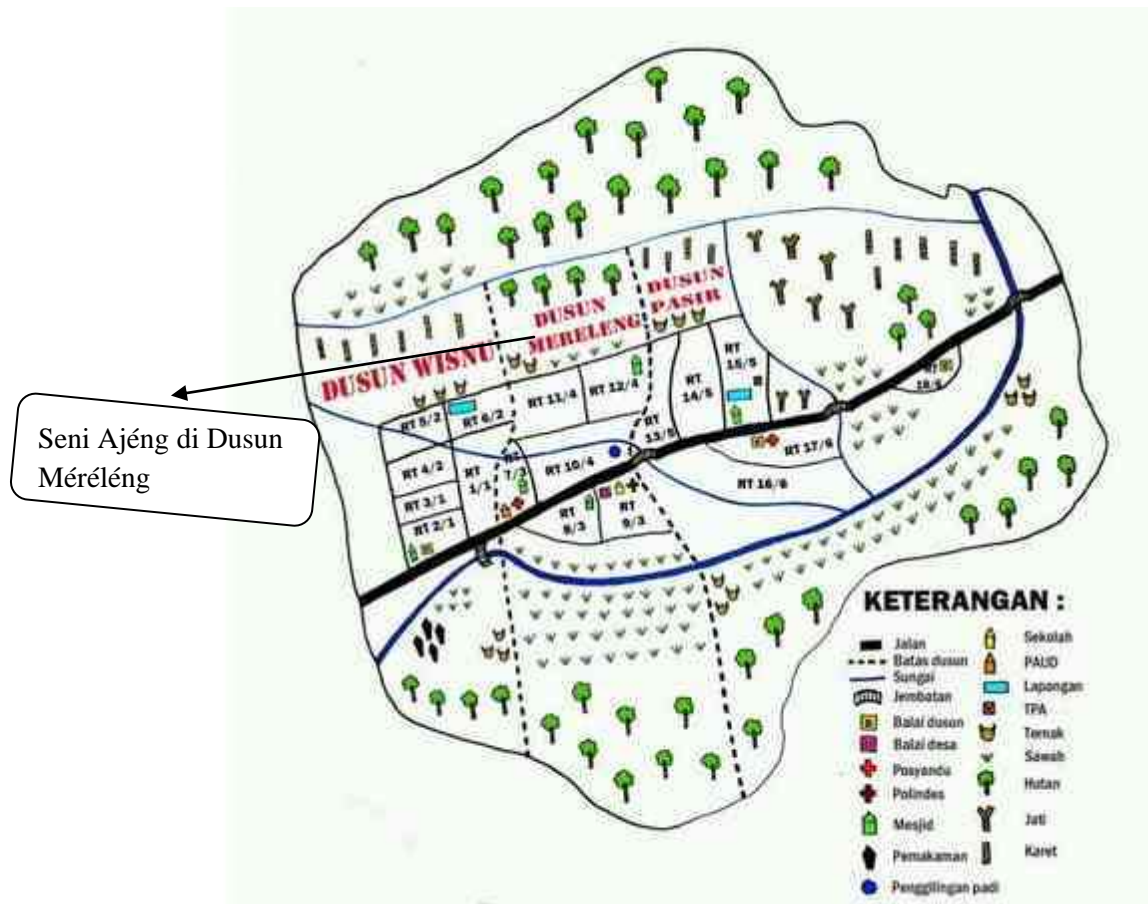 DUSUN
PASIR
DUSUN
MERELENG
DUSUN WISNU
Seni Ajéng di Dusun
Méréléng
RT 5/2
RT 6/2
RT 11/4
RT 12/4
RT 13/5
RT 14/5
RT 15/5
RT 4/2
RT 3/1
RT 2/1
RT
1/1
RT
7/3
RT 10/4
RT
8/3
RT
9/3
RT 16/6
RT 17/6
KETERANGAN :
Jalan
Batas dusun
Sungai
Jembatan
Balai dusun
Balai desa
Posyandu
Polindes
Mesjid
Pemakaman
Penggilingan padi
Sekolah
PAUD
Lapangan
TPA
Ternak
Sawah
Hutan
Jati
Karet